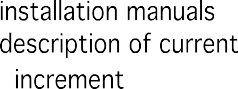 installation manuals
description of current
increment